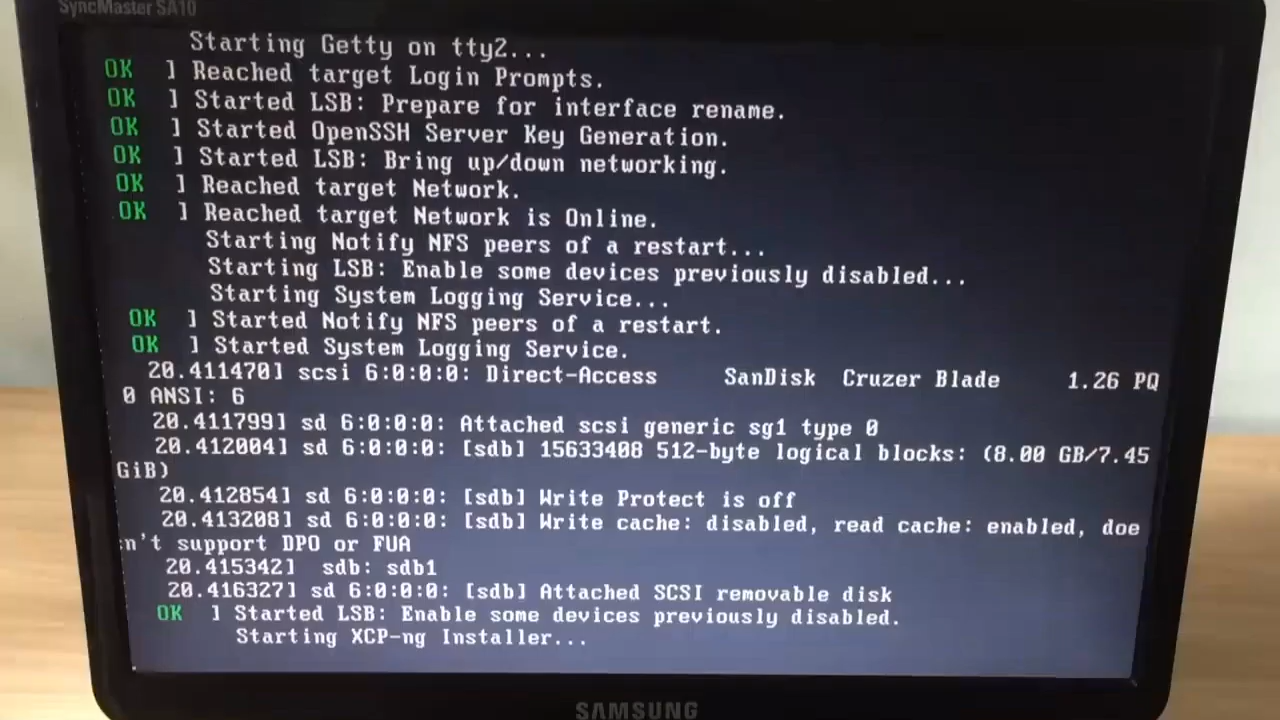 SyncMaster SA10
Starting Getty on tty2...
OK ] Reached target Login Prompts.
OK ] Started LSB: Prepare for interface rename.
OK ] Started OpenSSH Server Key Generation.
OK ] Started LSB: Bring up/down networking.
OK ] Reached target Network.
OK ] Reached target Network is Online.
Starting Notify NFS peers of a restart...
Starting LSB: Enable some devices previously disabled...
Starting System Logging Service...
OK ] Started Notify NFS peers of a restart.
OK ] Started System Logging Service.
20.411470] scsi 6:0:0:0: Direct-Access SanDisk Cruzer Blade 1.26 PQ
0 ANSI: 6
20.411799] sd 6:0:0:0: Attached scsi generic sg1 type 0
20.412004] sd 6:0:0:0: [sdb] 15633408 512-byte logical blocks: (8.00 GB/7.45
GiB)
20.412854] sd 6:0:0:0: [sdb] Write Protect is off
20.413208] sd 6:0:0:0: [sdb] Write cache: disabled, read cache: enabled, doe
n't support DPO or FUA
20.415342] sdb: sdb1
20.416327] sd 6:0:0:0: [sdb] Attached SCSI removable disk
OK ] Started LSB: Enable some devices previously disabled.
Starting XCP-ng Installer...
SAMSUNG